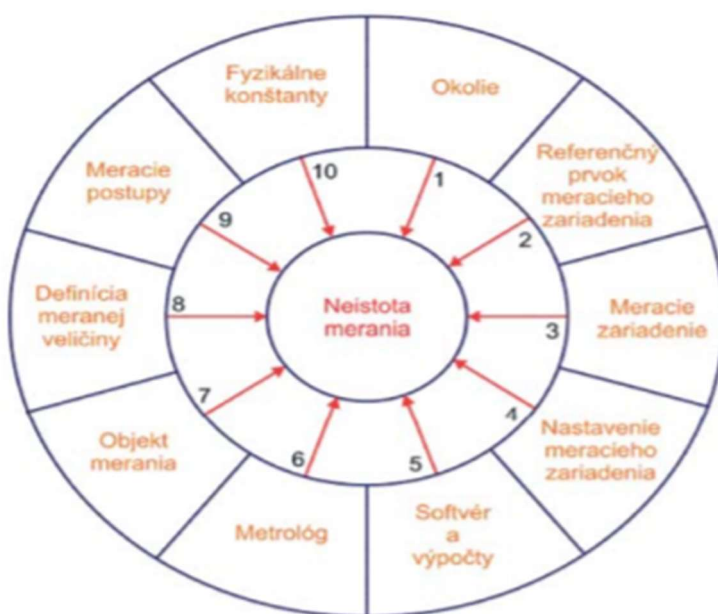 Fyzikálne
konštanty
Okolie
Referenčný
prvok
meracieho
zariadenia
Meracie
zariadenie
Nastavenie
meracieho
zariadenia
Softvér
a
výpočty
Metrológ
Objekt
merania
Definícia
meranej
veličiny
Meracie
postupy
10
1
2
3
4
5
6
7
8
9
Neistota
merania